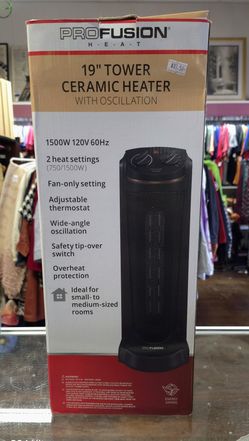 PROFUSION
H·E·A·T
19" TOWER
CERAMIC HEATER
WITH OSCILLATION
1500W 120V 60Hz
2 heat settings
(750/1500W)
Fan-only setting
Adjustable
thermostat
Wide-angle
oscillation
Safety tip-over
switch
Overheat
protection
Ideal for
small- to
medium-sized
rooms
PROFUSION